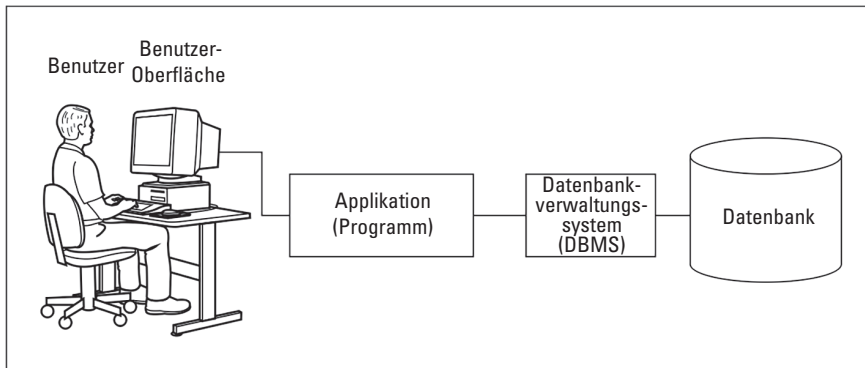 Benutzer
Benutzer-
Oberfläche
Applikation
(Programm)
Datenbank-
verwaltungs-
system
(DBMS)
Datenbank